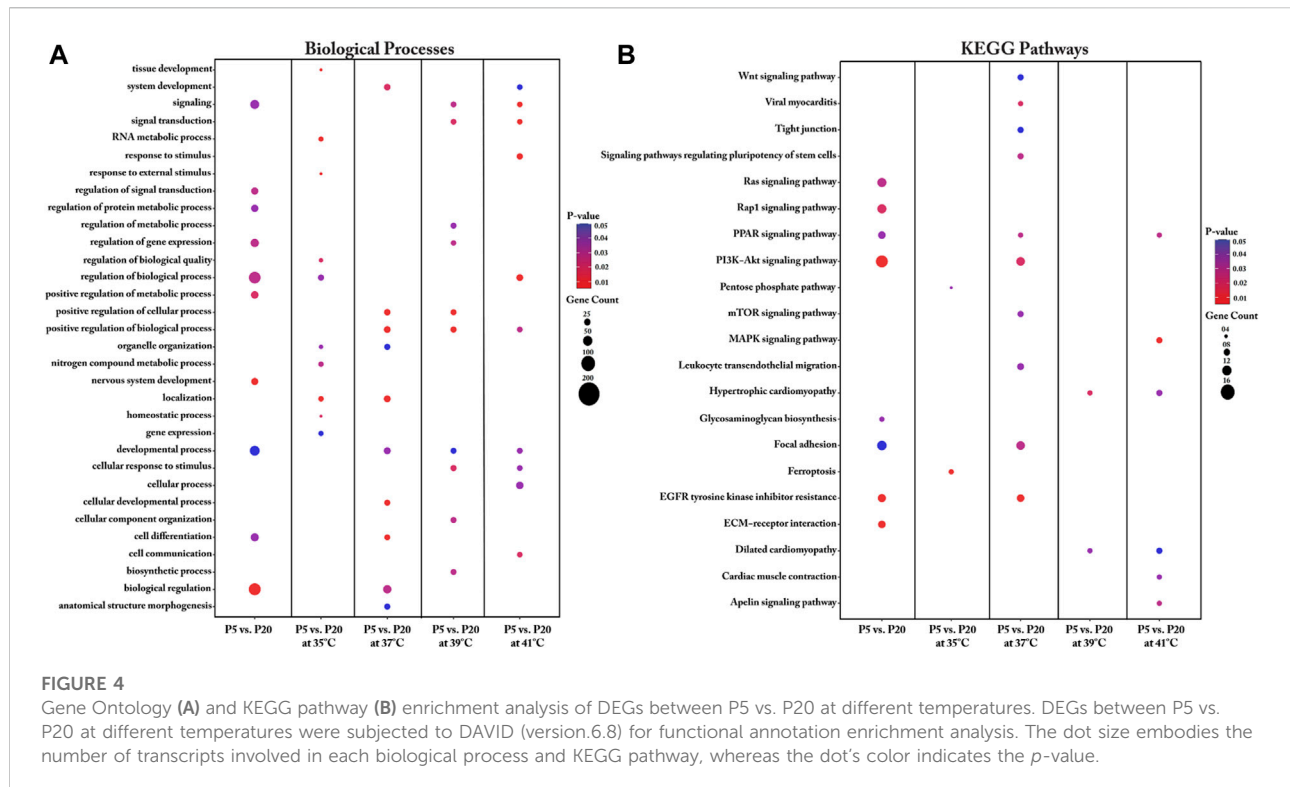 A
Biological Processes
tissue development
system development
signaling
signal transduction
RNA metabolic process
response to stimulus
response to external stimulus
regulation of signal transduction
regulation of protein metabolic process
regulation of metabolic process
regulation of gene expression
regulation of biological quality
regulation of biological process
positive regulation of metabolic process
positive regulation of cellular process
positive regulation of biological process
organelle organization
nitrogen compound metabolic process
nervous system development
localization
homeostatic process
gene expression
developmental process
cellular response to stimulus
cellular process
cellular developmental process
cellular component organization
cell differentiation
cell communication
biosynthetic process
biological regulation
anatomical structure morphogenesis
P5 vs. P20
P5 vs. P20
at 35°C
P5 vs. P20
at 37°C
P5 vs. P20
at 39°C
P5 vs. P20
at 41°C
P-value
0.05
0.04
0.03
0.02
0.01
Gene Count
25
50
100
200
B
KEGG Pathways
Wnt signaling pathway
Viral myocarditis
Tight junction
Signaling pathways regulating pluripotency of stem cells
Ras signaling pathway
Rap1 signaling pathway
PPAR signaling pathway
PI3K–Akt signaling pathway
Pentose phosphate pathway
mTOR signaling pathway
MAPK signaling pathway
Leukocyte transendothelial migration
Hypertrophic cardiomyopathy
Glycosaminoglycan biosynthesis
Focal adhesion
Ferroptosis
EGFR tyrosine kinase inhibitor resistance
ECM–receptor interaction
Dilated cardiomyopathy
Cardiac muscle contraction
Apelin signaling pathway
P5 vs. P20
P5 vs. P20
at 35°C
P5 vs. P20
at 37°C
P5 vs. P20
at 39°C
P5 vs. P20
at 41°C
P-value
0.05
0.04
0.03
0.02
0.01
Gene Count
04
08
12
16
FIGURE 4
Gene Ontology (A) and KEGG pathway (B) enrichment analysis of DEGs between P5 vs. P20 at different temperatures. DEGs between P5 vs.
P20 at different temperatures were subjected to DAVID (version.6.8) for functional annotation enrichment analysis. The dot size embodies the
number of transcripts involved in each biological process and KEGG pathway, whereas the dot's color indicates the p-value.